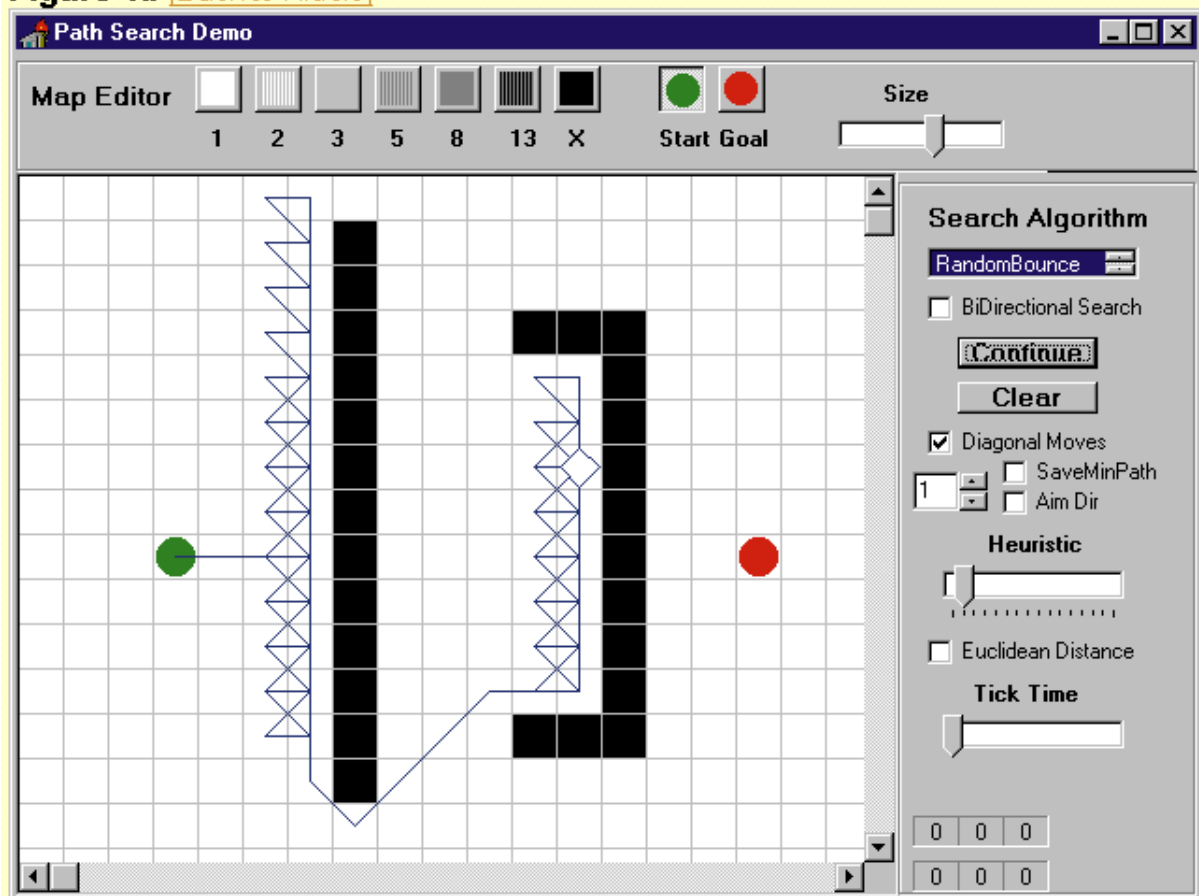 Path Search Demo
Map Editor
Size
1 2 3 5 8 13 X Start Goal
Search Algorithm
RandomBounce
BiDirectional Search
Continue
Clear
Diagonal Moves
SaveMinPath
1
Aim Dir
Heuristic
Euclidean Distance
Tick Time
0 0 0
0 0 0